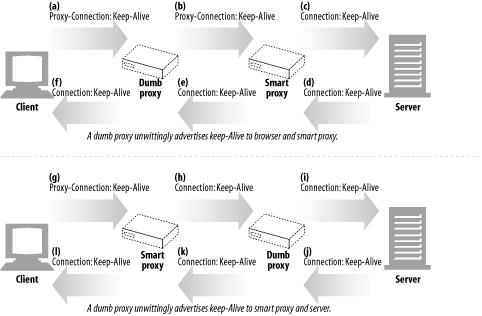 (a) (b) (c)
Proxy-Connection: Keep-Alive Proxy-Connection: Keep-Alive Connection: Keep-Alive
(f) Dumb proxy (e) Smart proxy (d)
Connection: Keep-Alive Connection: Keep-Alive Connection: Keep-Alive
Client Server
A dumb proxy unwittingly advertises keep-Alive to browser and smart proxy.
(g) (h) (i)
Proxy-Connection: Keep-Alive Connection: Keep-Alive Connection: Keep-Alive
(l) Smart proxy (k) Dumb proxy (j)
Connection: Keep-Alive Connection: Keep-Alive Connection: Keep-Alive
Client Server
A dumb proxy unwittingly advertises keep-Alive to smart proxy and server.